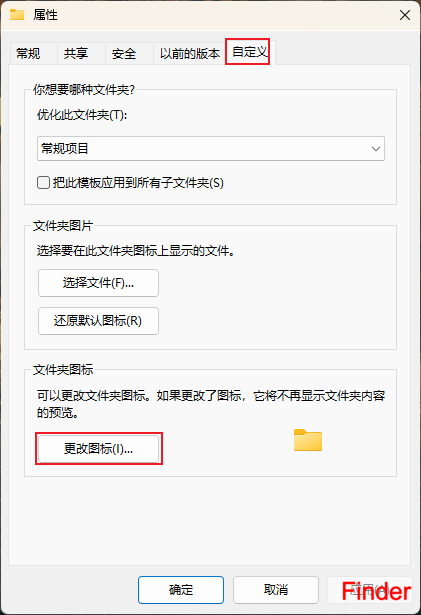 属性
常规 共享 安全 以前的版本 自定义
你想要哪种文件夹?
优化此文件夹(T):
常规项目
把此模板应用到所有子文件夹(S)
文件夹图片
选择要在此文件夹图标上显示的文件。
选择文件(F)...
还原默认图标(R)
文件夹图标
可以更改文件夹图标。如果更改了图标，它将不再显示文件夹内容
的预览。
更改图标(I)...
确定 取消
Finder